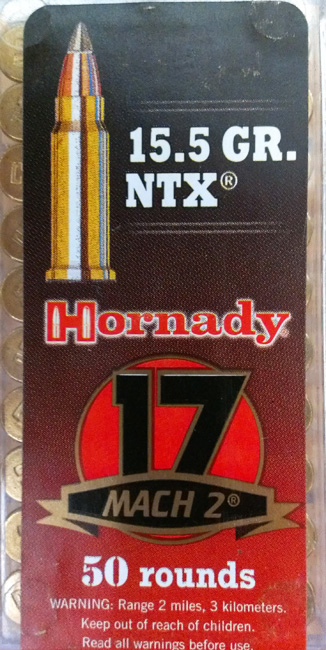 15.5 GR.
NTX®
Hornady®
17
MACH 2®
50 rounds
WARNING: Range 2 miles, 3 kilometers.
Keep out of reach of children.
Read all warnings before use.